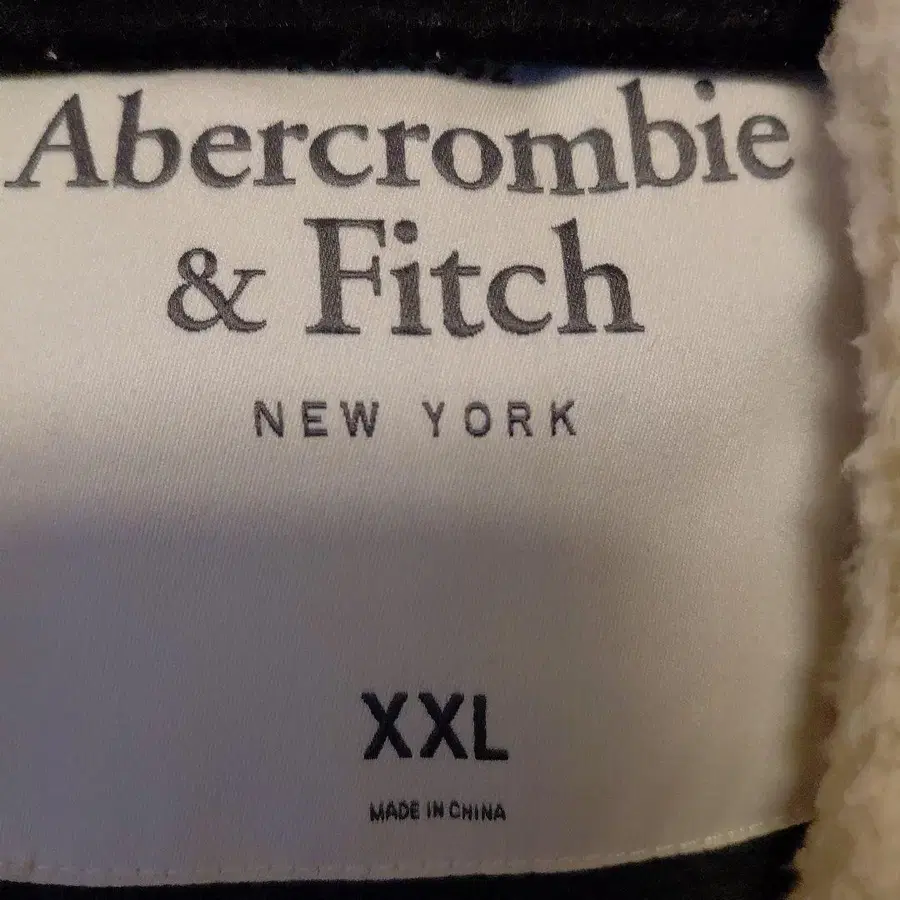 Abercrombie
& Fitch
NEW YORK
XXL
MADE IN CHINA